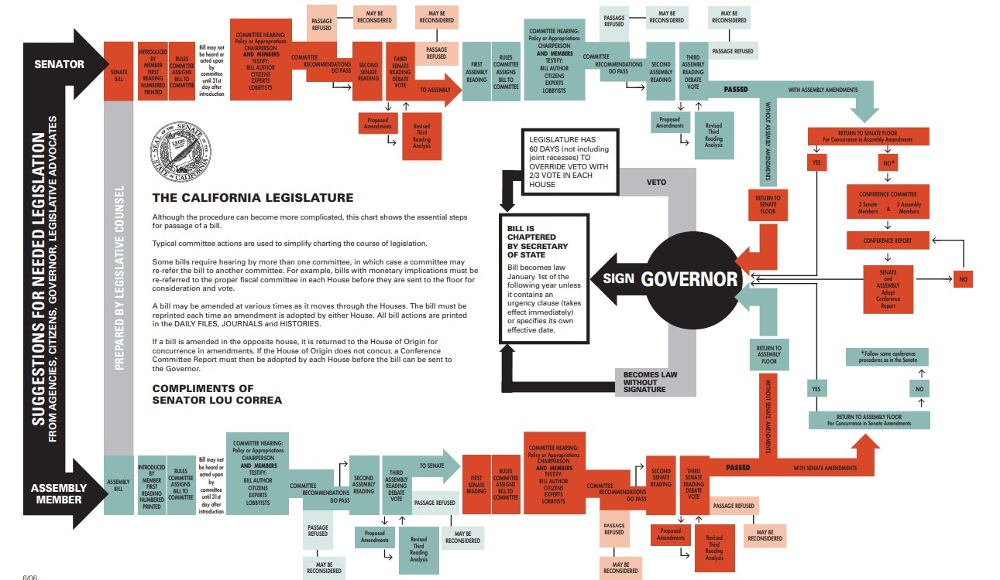 SENATOR
SUGGESTIONS FOR NEEDED LEGISLATION
FROM AGENCIES, CITIZENS, GOVERNOR, LEGISLATIVE ADVOCATES
ASSEMBLY
MEMBER
PREPARED BY LEGISLATIVE COUNSEL
SENATE
BILL
INTRODUCED
BY
MEMBER
FIRST
READING
NUMBERED
PRINTED
RULES
COMMITTEE
ASSIGNS
BILL TO
COMMITTEE
Bill may not
be heard or
acted upon
by
committee
until 31st
day after
introduction
COMMITTEE HEARING:
Policy or Appropriations
CHAIRPERSON
AND MEMBERS
TESTIFY:
BILL AUTHOR
CITIZENS
EXPERTS
LOBBYISTS
COMMITTEE
RECOMMENDATIONS
DO PASS
PASSAGE
REFUSED
MAY BE
RECONSIDERED
SECOND
SENATE
READING
THIRD
SENATE
READING
DEBATE
VOTE
MAY BE
RECONSIDERED
PASSAGE
REFUSED
TO ASSEMBLY
Proposed
Amendments
Revised
Third
Reading
Analysis
FIRST
ASSEMBLY
READING
RULES
COMMITTEE
ASSIGNS
BILL TO
COMMITTEE
COMMITTEE HEARING:
Policy or Appropriations
CHAIRPERSON
AND MEMBERS
TESTIFY:
BILL AUTHOR
CITIZENS
EXPERTS
LOBBYISTS
COMMITTEE
RECOMMENDATIONS
DO PASS
PASSAGE
REFUSED
MAY BE
RECONSIDERED
SECOND
ASSEMBLY
READING
THIRD
ASSEMBLY
READING
DEBATE
VOTE
MAY BE
RECONSIDERED
PASSAGE REFUSED
Proposed
Amendments
Revised
Third
Reading
Analysis
PASSED
WITH ASSEMBLY AMENDMENTS
WITHOUT ASSEMBLY AMENDMENTS
RETURN TO
SENATE
FLOOR
RETURN TO SENATE FLOOR
For Concurrence in Assembly Amendments
YES
NO*
CONFERENCE COMMITTEE
3 Senate
Members
&
3 Assembly
Members
CONFERENCE REPORT
SENATE
and
ASSEMBLY
Adopt
Conference
Report
NO
SEAL OF THE SENATE
LEGIS
STATE OF CALIFORNIA
THE CALIFORNIA LEGISLATURE
Although the procedure can become more complicated, this chart shows the essential steps
for passage of a bill.
Typical committee actions are used to simplify charting the course of legislation.
Some bills require hearing by more than one committee, in which case a committee may
re-refer the bill to another committee. For example, bills with monetary implications must be
re-referred to the proper fiscal committee in each House before they are sent to the floor for
consideration and vote.
A bill may be amended at various times as it moves through the Houses. The bill must be
reprinted each time an amendment is adopted by either House. All bill actions are printed
in the DAILY FILES, JOURNALS and HISTORIES.
If a bill is amended in the opposite house, it is returned to the House of Origin for
concurrence in amendments. If the House of Origin does not concur, a Conference
Committee Report must then be adopted by each House before the bill can be sent to
the Governor.
COMPLIMENTS OF
SENATOR LOU CORREA
LEGISLATURE HAS
60 DAYS (not including
joint recesses) TO
OVERRIDE VETO WITH
2/3 VOTE IN EACH
HOUSE
VETO
BILL IS
CHAPTERED
BY SECRETARY
OF STATE
Bill becomes law
January 1st of the
following year unless
it contains an
urgency clause (takes
effect immediately)
or specifies its own
effective date.
SIGN
GOVERNOR
BECOMES LAW
WITHOUT
SIGNATURE
RETURN TO
ASSEMBLY
FLOOR
WITHOUT SENATE AMENDMENTS
*Follow same conference
procedures as in the Senate
YES
NO
RETURN TO ASSEMBLY FLOOR
For Concurrence in Senate Amendments
ASSEMBLY
BILL
INTRODUCED
BY
MEMBER
FIRST
READING
NUMBERED
PRINTED
RULES
COMMITTEE
ASSIGNS
BILL TO
COMMITTEE
Bill may not
be heard or
acted upon
by
committee
until 31st
day after
introduction
COMMITTEE HEARING:
Policy or Appropriations
CHAIRPERSON
AND MEMBERS
TESTIFY:
BILL AUTHOR
CITIZENS
EXPERTS
LOBBYISTS
COMMITTEE
RECOMMENDATIONS
DO PASS
PASSAGE
REFUSED
MAY BE
RECONSIDERED
SECOND
ASSEMBLY
READING
THIRD
ASSEMBLY
READING
DEBATE
VOTE
TO SENATE
PASSAGE REFUSED
MAY BE
RECONSIDERED
Proposed
Amendments
Revised
Third
Reading
Analysis
FIRST
SENATE
READING
RULES
COMMITTEE
ASSIGNS
BILL TO
COMMITTEE
COMMITTEE HEARING:
Policy or Appropriations
CHAIRPERSON
AND MEMBERS
TESTIFY:
BILL AUTHOR
CITIZENS
EXPERTS
LOBBYISTS
COMMITTEE
RECOMMENDATIONS
DO PASS
PASSAGE
REFUSED
MAY BE
RECONSIDERED
SECOND
SENATE
READING
THIRD
SENATE
READING
DEBATE
VOTE
PASSED
WITH SENATE AMENDMENTS
PASSAGE REFUSED
MAY BE
RECONSIDERED
Proposed
Amendments
Revised
Third
Reading
Analysis
6/06